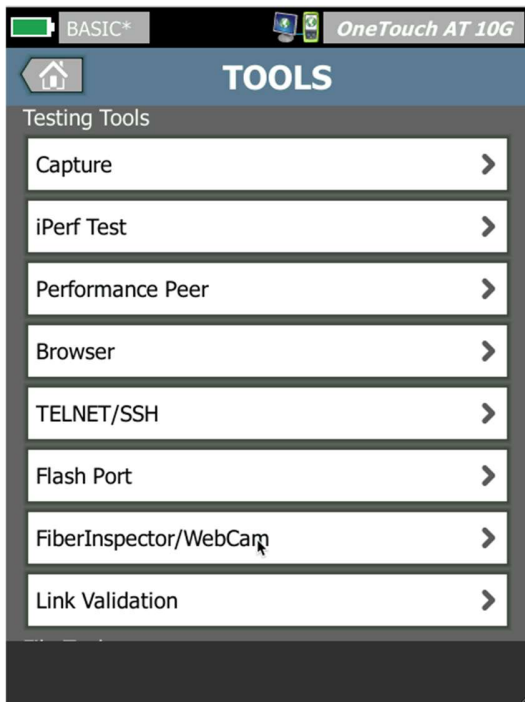 BASIC*
OneTouch AT 10G
TOOLS
Testing Tools
Capture
iPerf Test
Performance Peer
Browser
TELNET/SSH
Flash Port
FiberInspector/WebCam
Link Validation